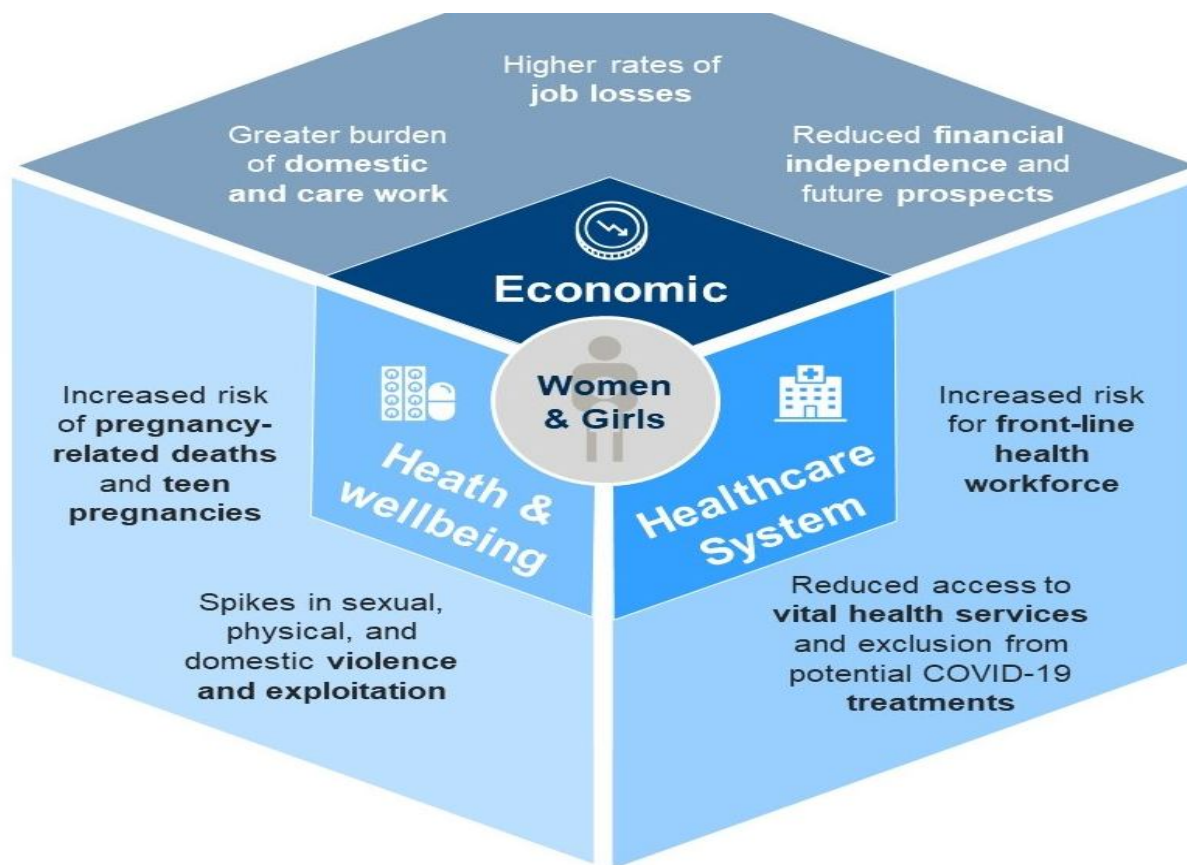 Higher rates of
job losses
Greater burden
of domestic
and care work
Reduced financial
independence and
future prospects
Economic
Women
& Girls
Heath &
wellbeing
Healthcare
System
Increased risk
of pregnancy-
related deaths
and teen
pregnancies
Spikes in sexual,
physical, and
domestic violence
and exploitation
Increased risk
for front-line
health
workforce
Reduced access to
vital health services
and exclusion from
potential COVID-19
treatments